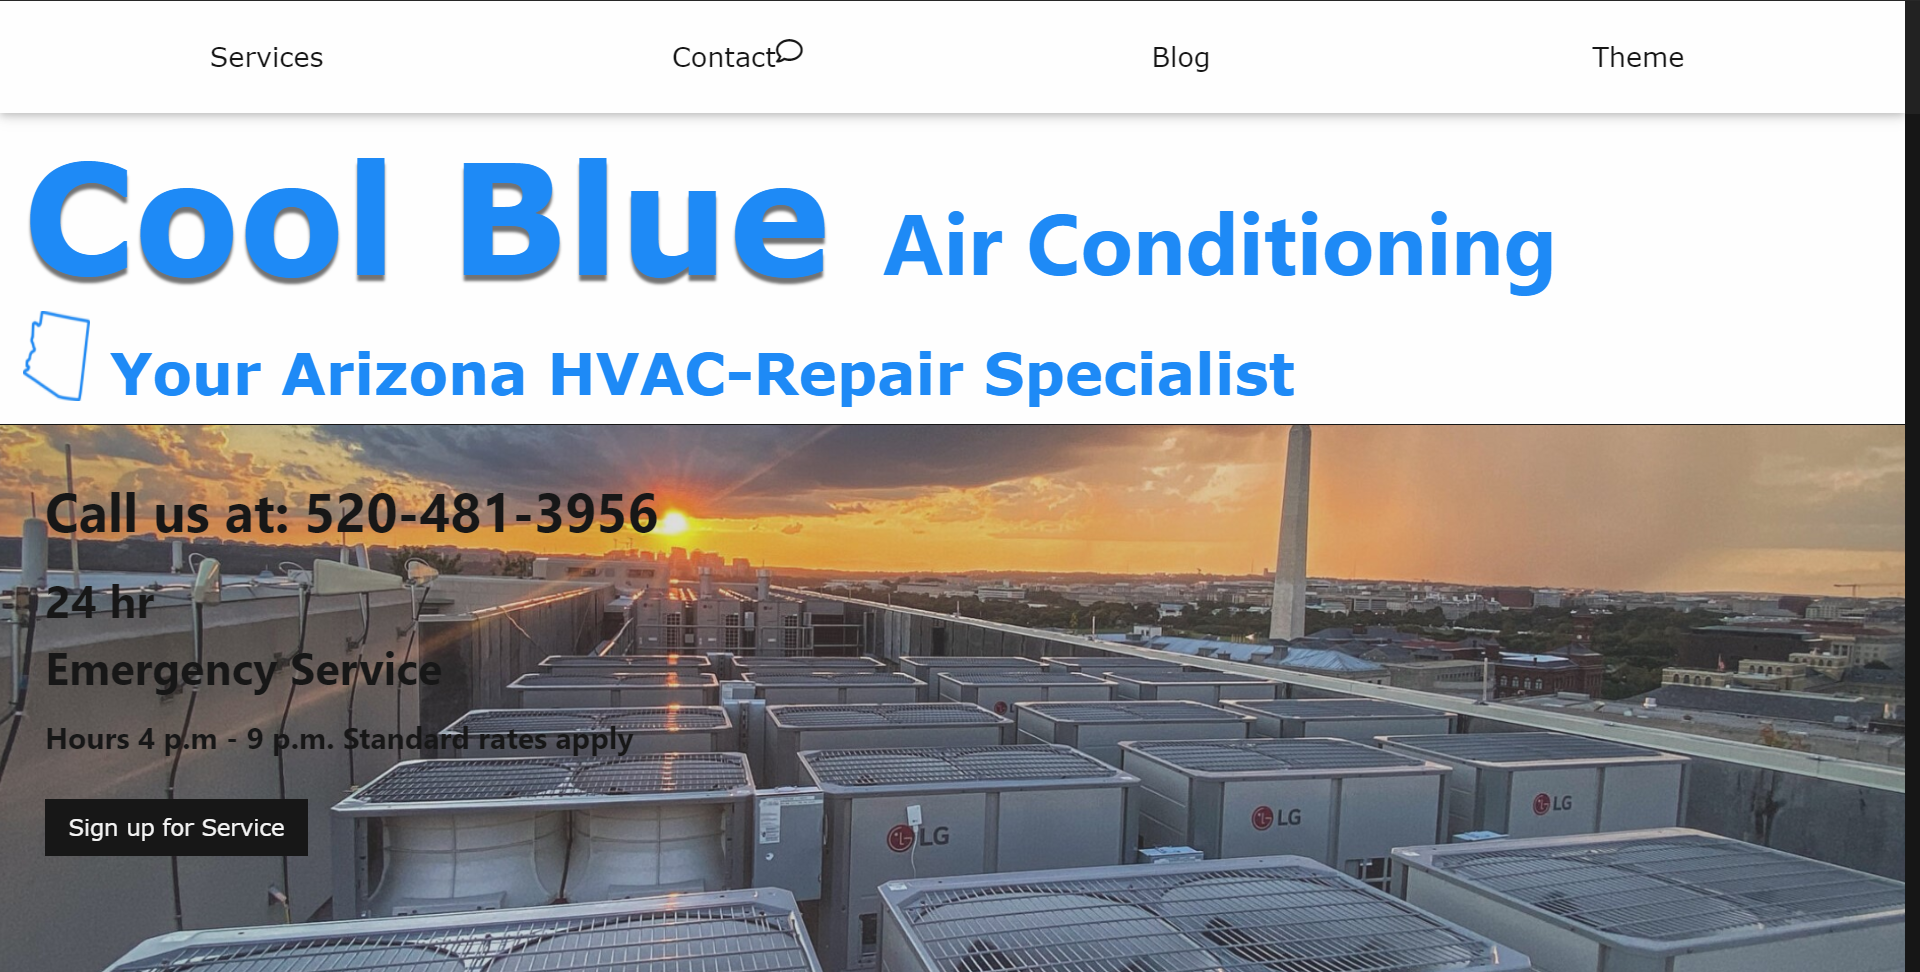 Services Contact Blog Theme
Cool Blue Air Conditioning
Your Arizona HVAC-Repair Specialist
Call us at: 520-481-3956
24 hr
Emergency Service
Hours 4 p.m - 9 p.m. Standard rates apply
Sign up for Service
LG
LG
LG